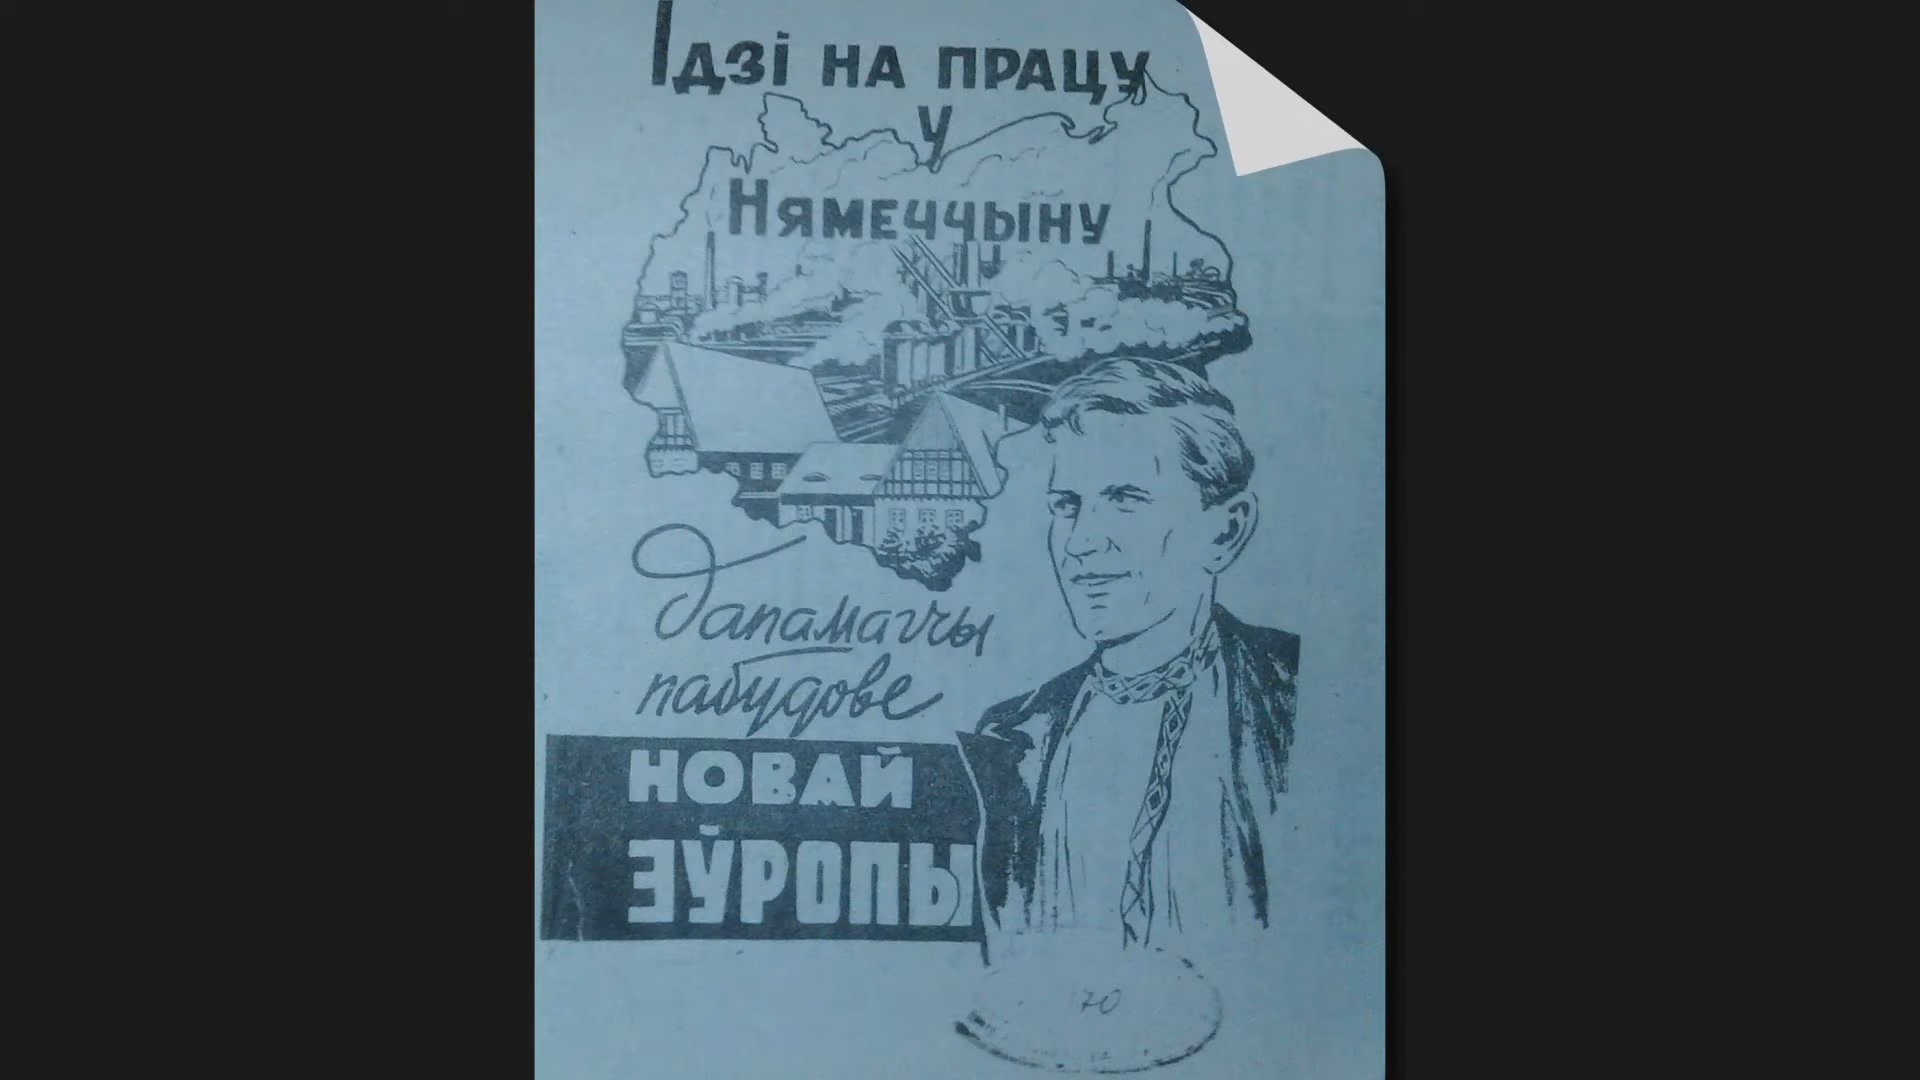 Ідзі на працу
у
Нямеччыну
дапамагчы
пабудове
новай
Эўропы
70